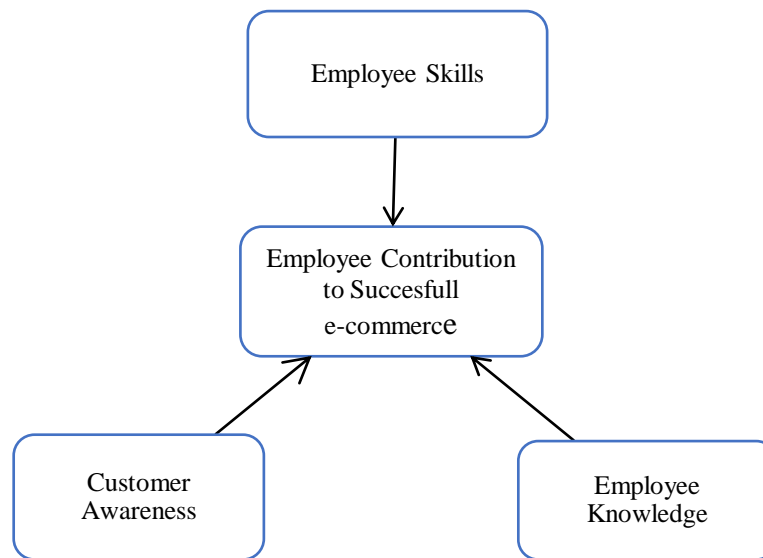 Employee Skills
Employee Contribution
to Succesfull
e-commerce
Customer
Awareness
Employee
Knowledge